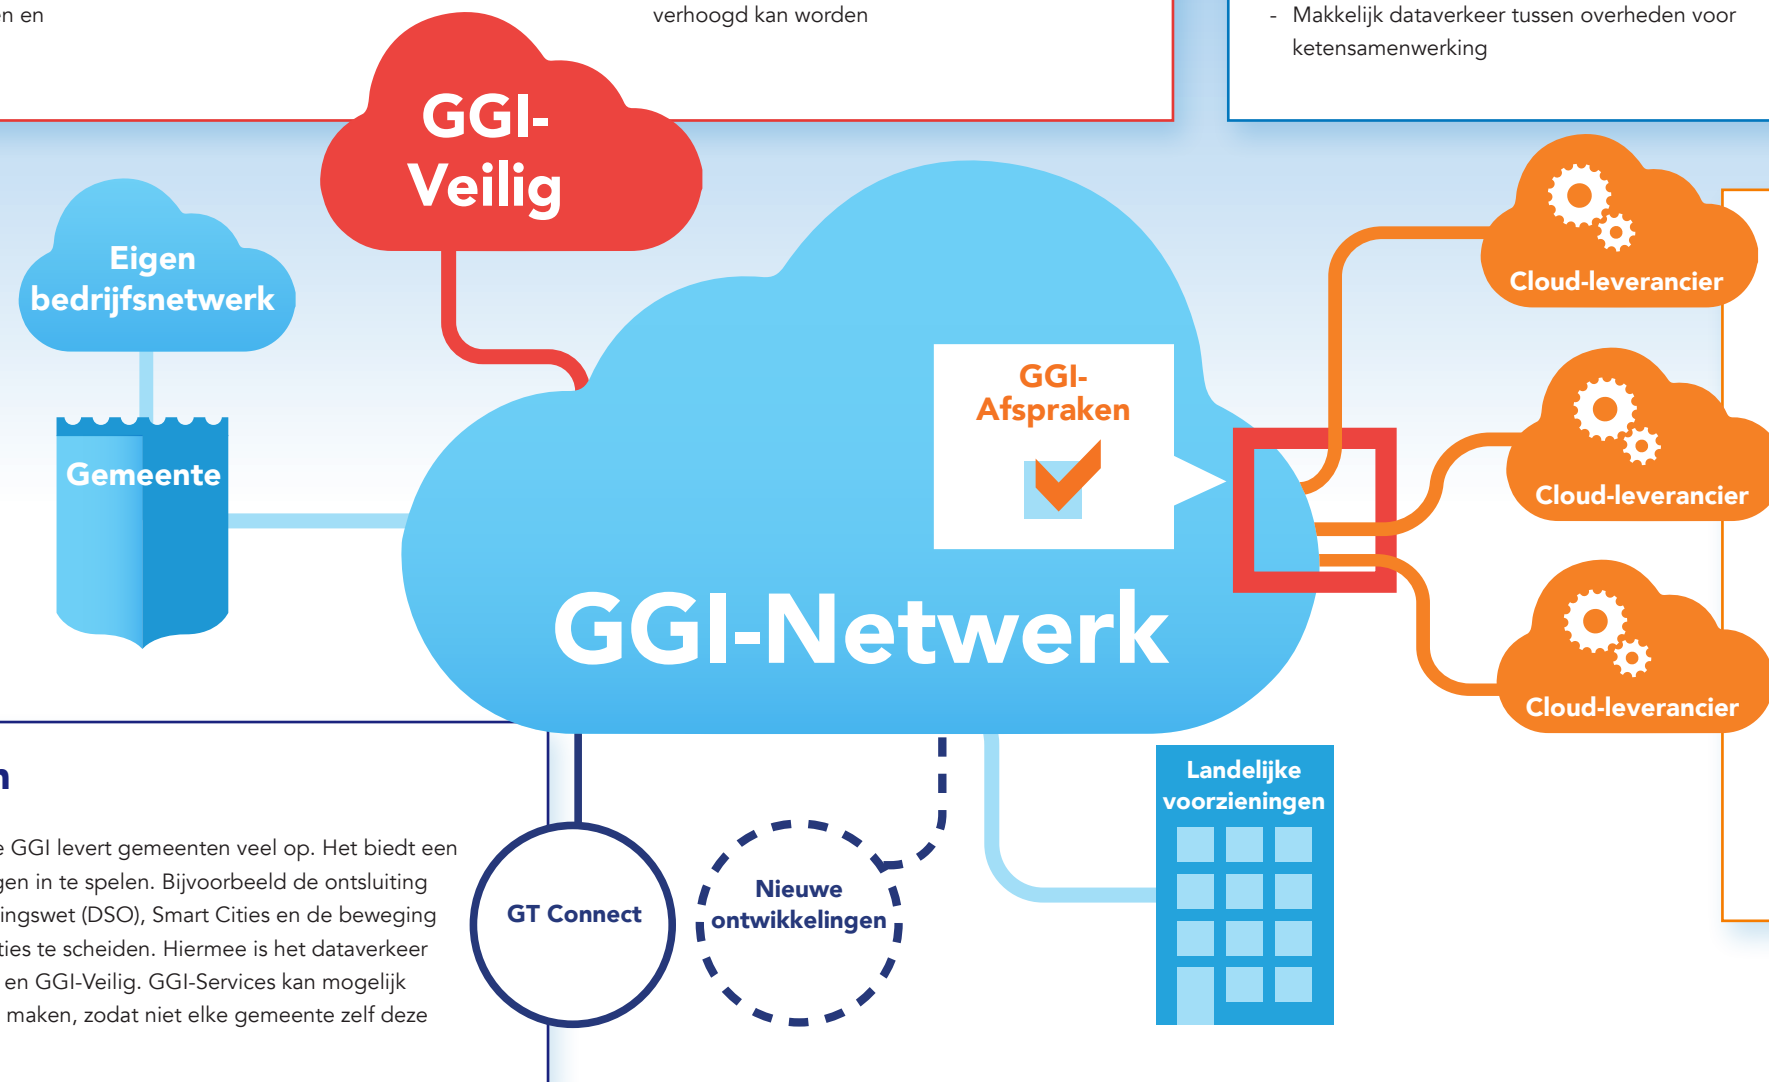 en en
verhoogd kan worden
- Makkelijk dataverkeer tussen overheden voor
ketensamenwerking
GGI-
Veilig
Eigen
bedrijfsnetwerk
Gemeente
GGI-
Afspraken
GGI-Netwerk
Cloud-leverancier
Cloud-leverancier
Cloud-leverancier
n
e GGI levert gemeenten veel op. Het biedt een
gen in te spelen. Bijvoorbeeld de ontsluiting
ingswet (DSO), Smart Cities en de beweging
ties te scheiden. Hiermee is het dataverkeer
en GGI-Veilig. GGI-Services kan mogelijk
maken, zodat niet elke gemeente zelf deze
GT Connect
Nieuwe
ontwikkelingen
Landelijke
voorzieningen